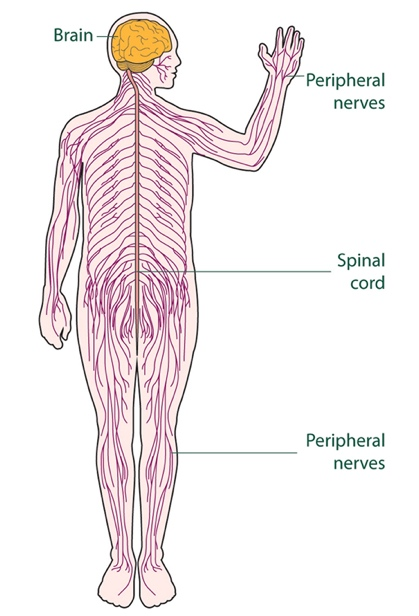 Brain
Peripheral
nerves
Spinal
cord
Peripheral
nerves